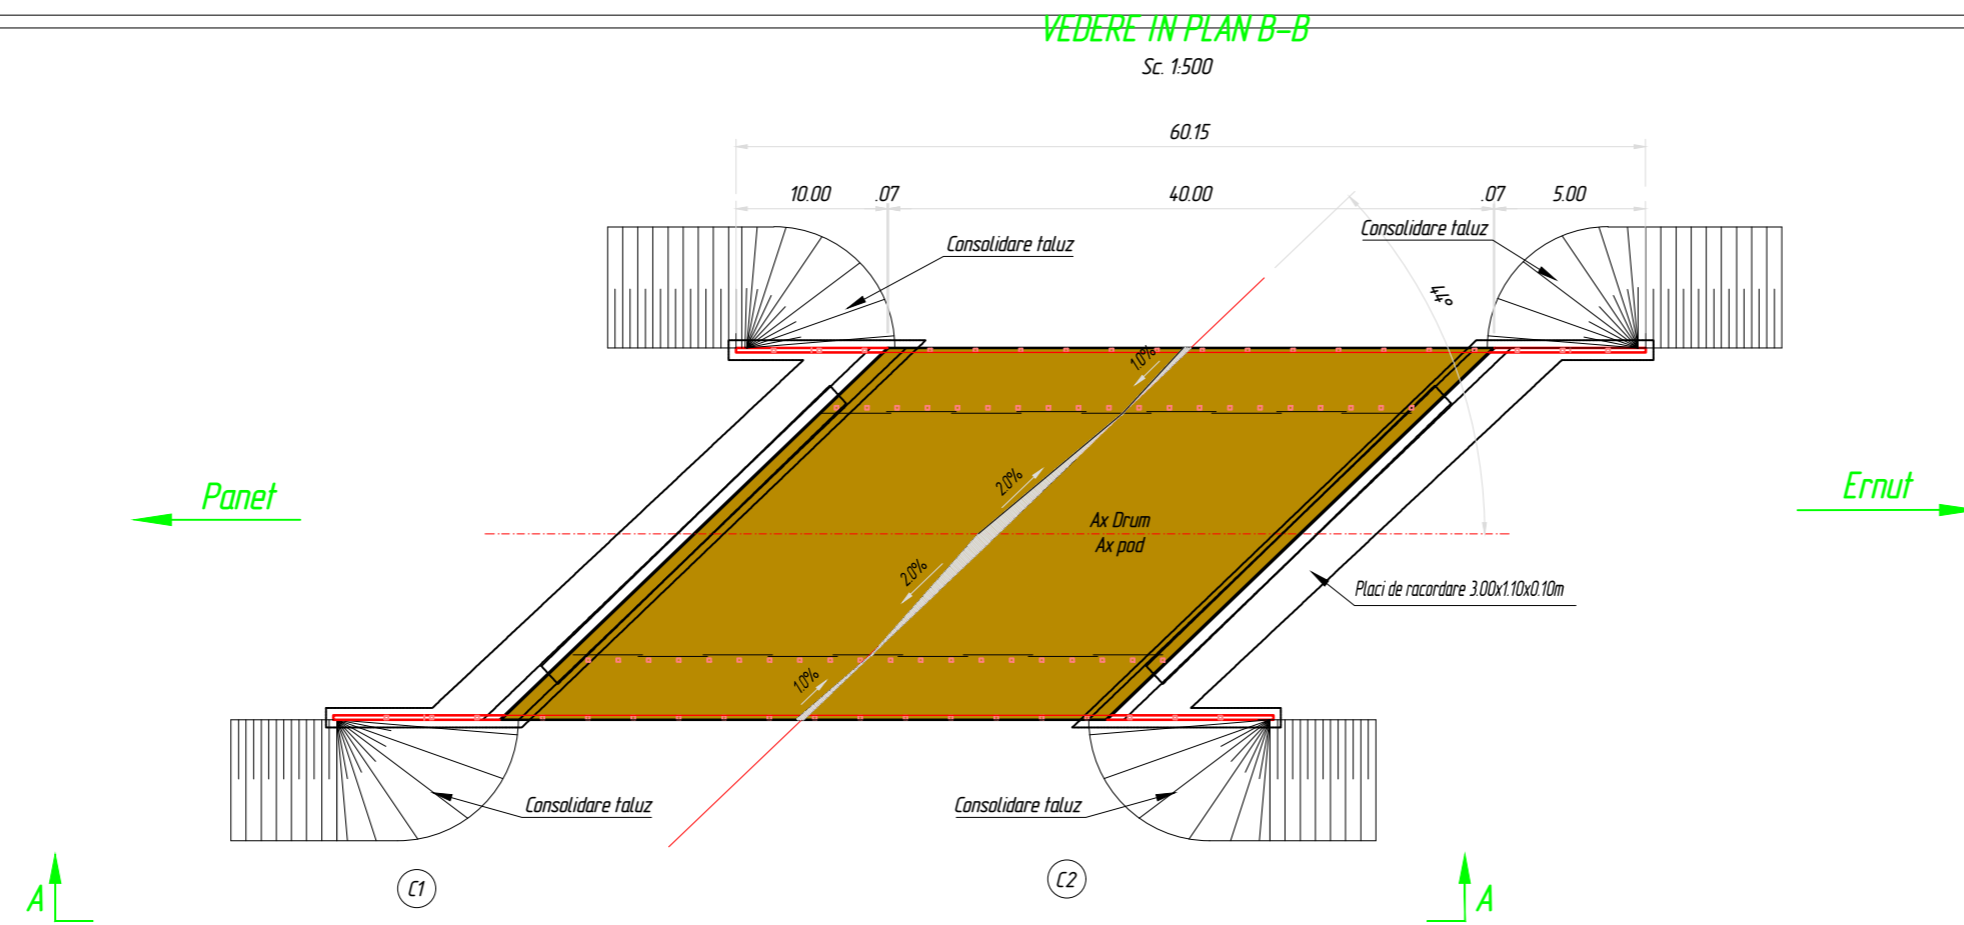 VEDERE IN PLAN B-B
Sc. 1:500
60.15
10.00 .07 40.00 .07 5.00
Consolidare taluz
Consolidare taluz
44°
1.0%
2.0%
Panet
Ernut
Ax Drum
Ax pod
2.0%
Placi de racordare 3.00x1.10x0.10m
1.0%
Consolidare taluz
Consolidare taluz
C1
C2
A
A